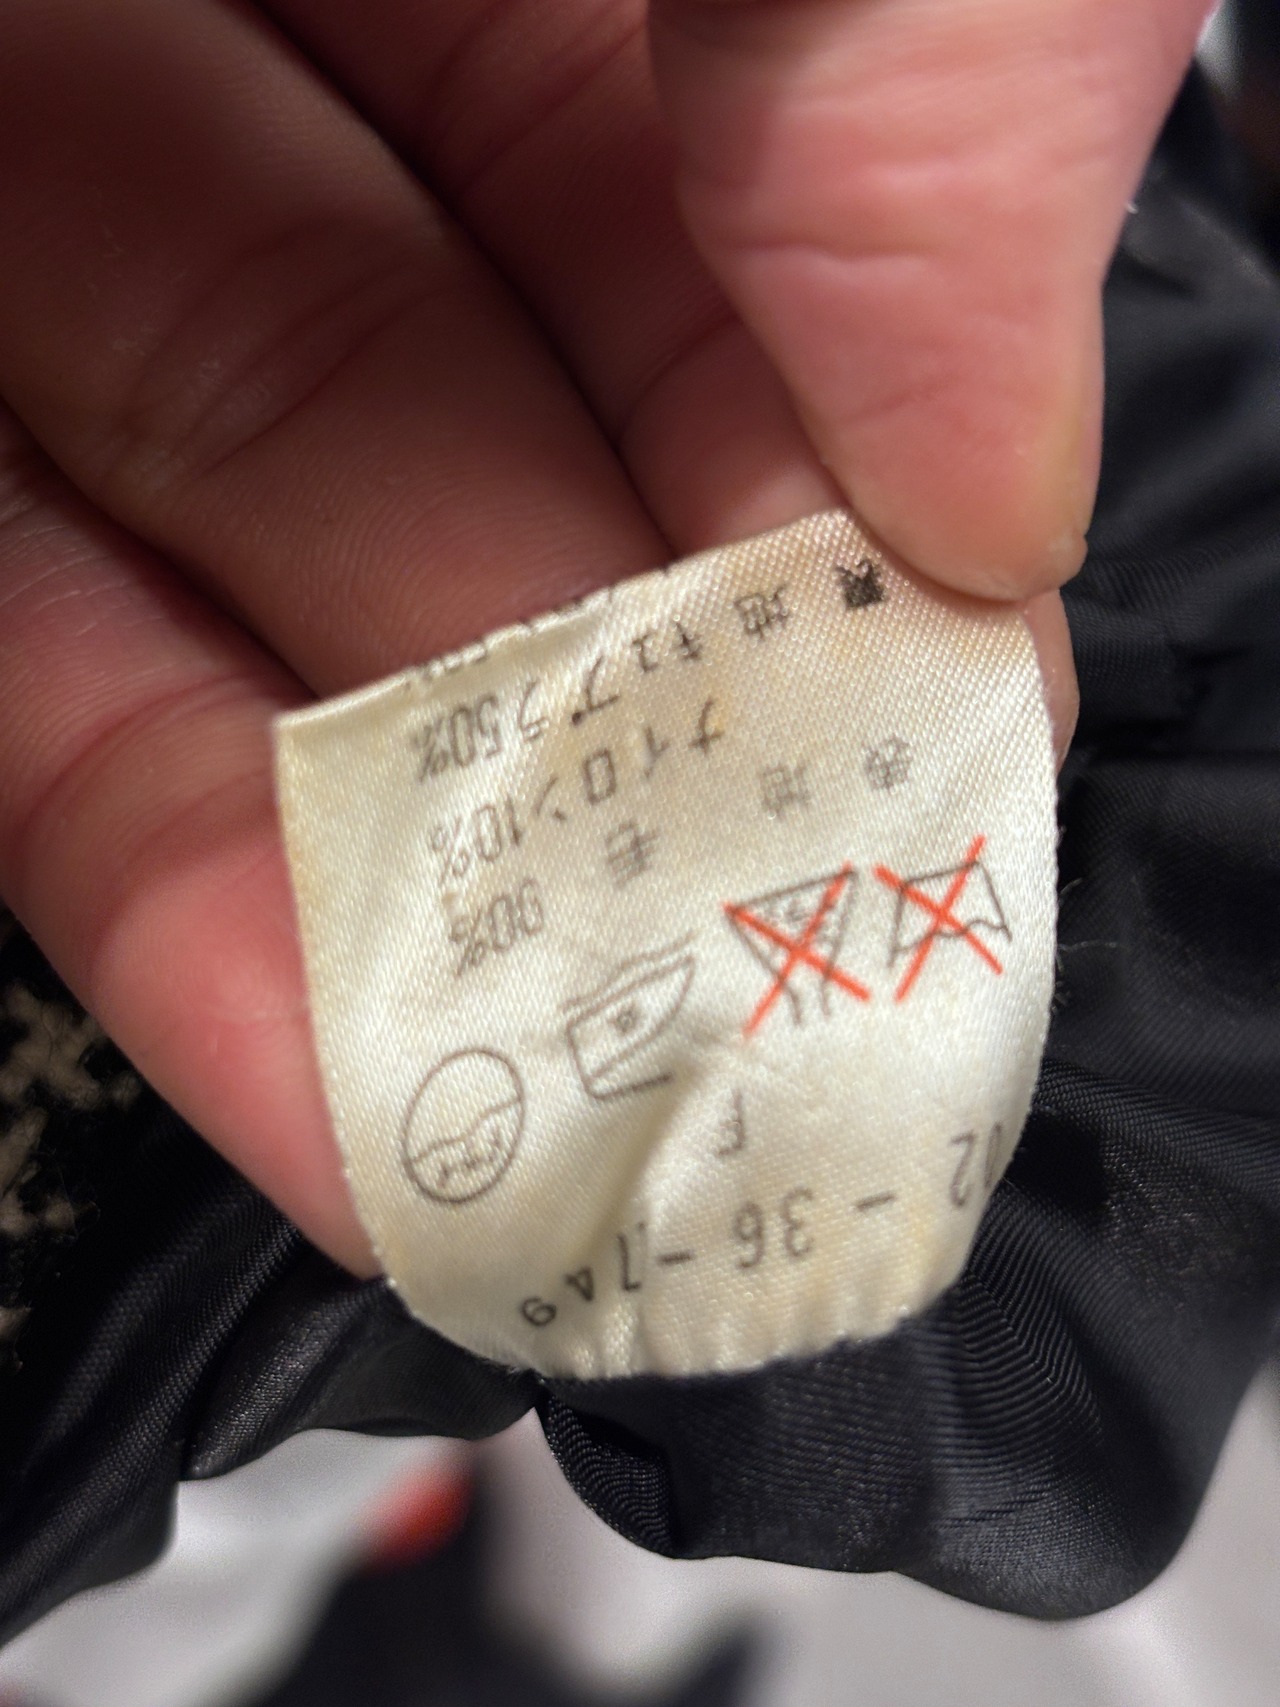 02 - 36 - 749
F
表 地 毛 90%
ナイロン10%
裏 地 キュプラ50%